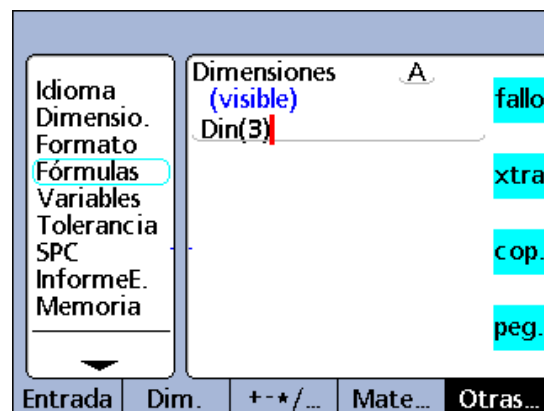 Idioma
Dimensio.
Formato
Fórmulas
Variables
Tolerancia
SPC
InformeE.
Memoria
Dimensiones A
(visible)
Din(3)
fallo
xtra
cop.
peg.
Entrada Dim. +-*/... Mate... Otras...